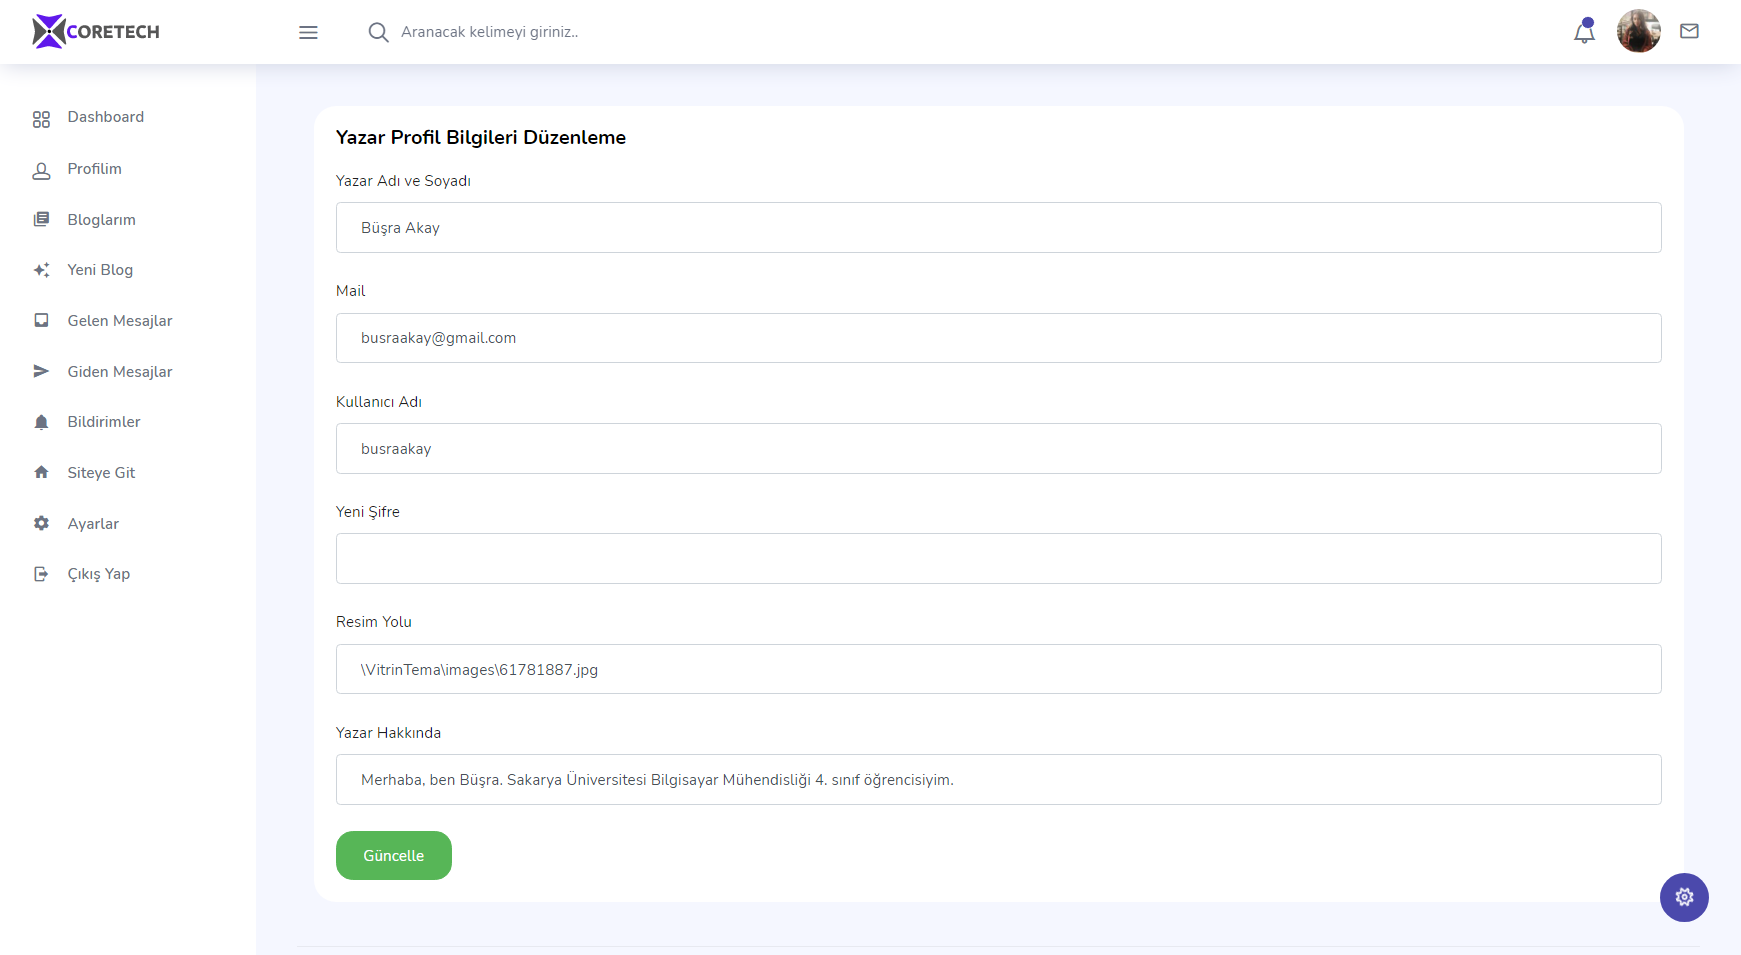 CORETECH
Aranacak kelimeyi giriniz..
Dashboard
Profilim
Bloglarım
Yeni Blog
Gelen Mesajlar
Giden Mesajlar
Bildirimler
Siteye Git
Ayarlar
Çıkış Yap
Yazar Profil Bilgileri Düzenleme
Yazar Adı ve Soyadı
Büşra Akay
Mail
busraakay@gmail.com
Kullanıcı Adı
busraakay
Yeni Şifre
Resim Yolu
\VitrinTema\images\61781887.jpg
Yazar Hakkında
Merhaba, ben Büşra. Sakarya Üniversitesi Bilgisayar Mühendisliği 4. sınıf öğrencisiyim.
Güncelle